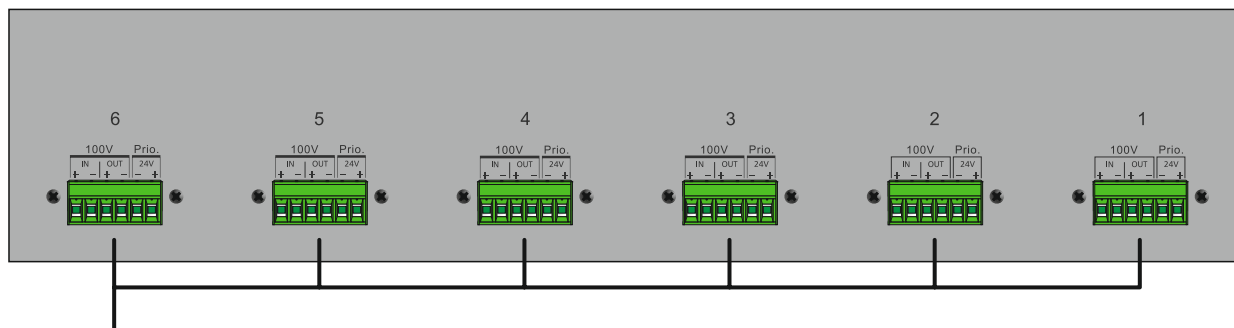 6 5 4 3 2 1
100V Prio. 100V Prio. 100V Prio. 100V Prio. 100V Prio. 100V Prio.
IN OUT 24V IN OUT 24V IN OUT 24V IN OUT 24V IN OUT 24V IN OUT 24V
+ − + − − + + − + − − + + − + − − + + − + − − + + − + − − + + − + − − +